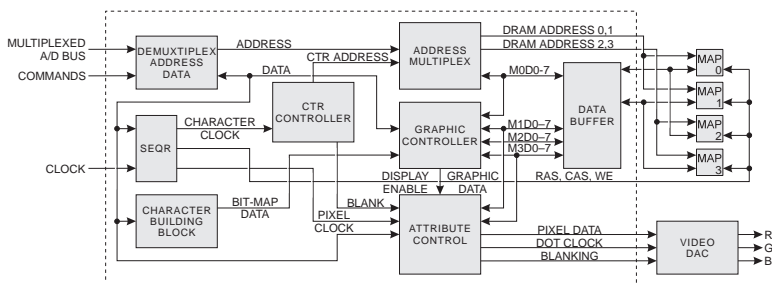 MULTIPLEXED
A/D BUS
COMMANDS
CLOCK
DEMUXTIPLEX
ADDRESS
DATA
ADDRESS
CTR ADDRESS
DATA
ADDRESS
MULTIPLEX
DRAM ADDRESS 0,1
DRAM ADDRESS 2,3
M0D0-7
M1D0–7
M2D0–7
M3D0–7
DATA
BUFFER
MAP
0
MAP
1
MAP
2
MAP
3
SEQR
CHARACTER
CLOCK
CTR
CONTROLLER
GRAPHIC
CONTROLLER
RAS, CAS, WE
DISPLAY
ENABLE
GRAPHIC
DATA
CHARACTER
BUILDING
BLOCK
BIT-MAP
DATA
BLANK
PIXEL
CLOCK
ATTRIBUTE
CONTROL
PIXEL DATA
DOT CLOCK
BLANKING
VIDEO
DAC
R
G
B